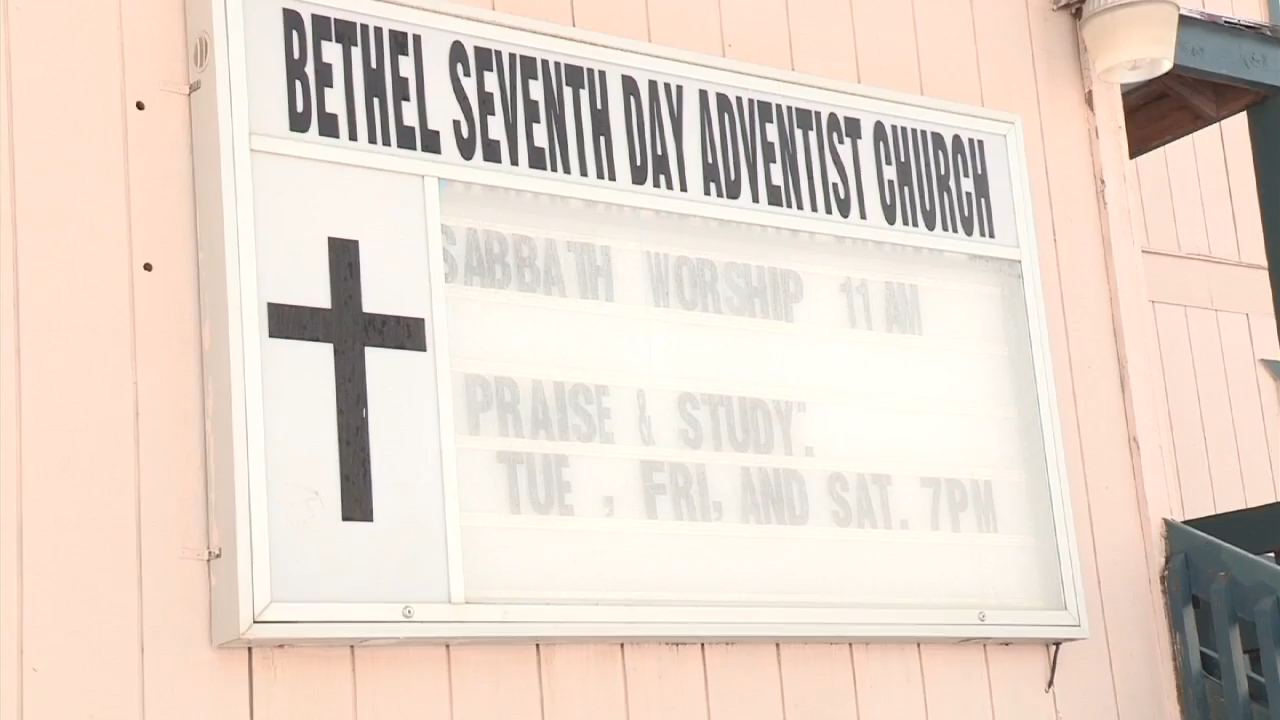 BETHEL SEVENTH DAY ADVENTIST CHURCH
SABBATH WORSHIP 11 AM
PRAISE & STUDY:
TUE , FRI, AND SAT. 7PM